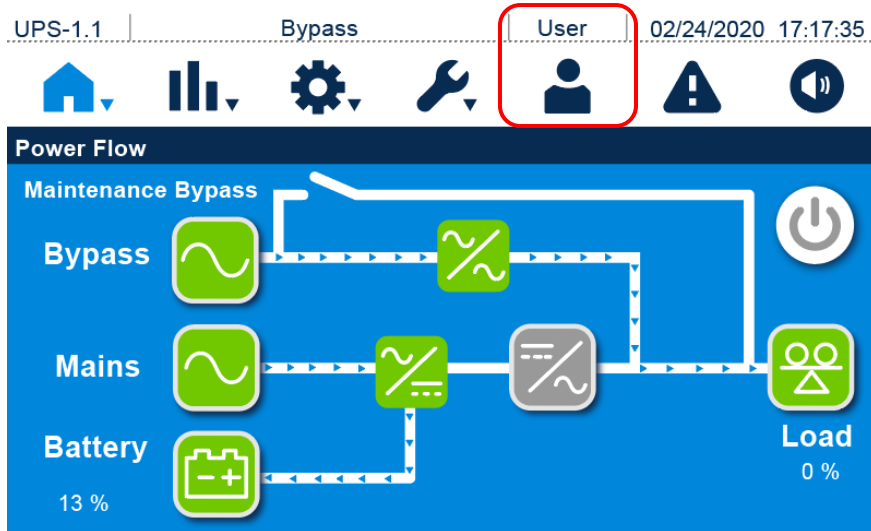 UPS-1.1 Bypass User 02/24/2020 17:17:35
Power Flow
Maintenance Bypass
Bypass
Mains
Battery
13 %
Load
0 %